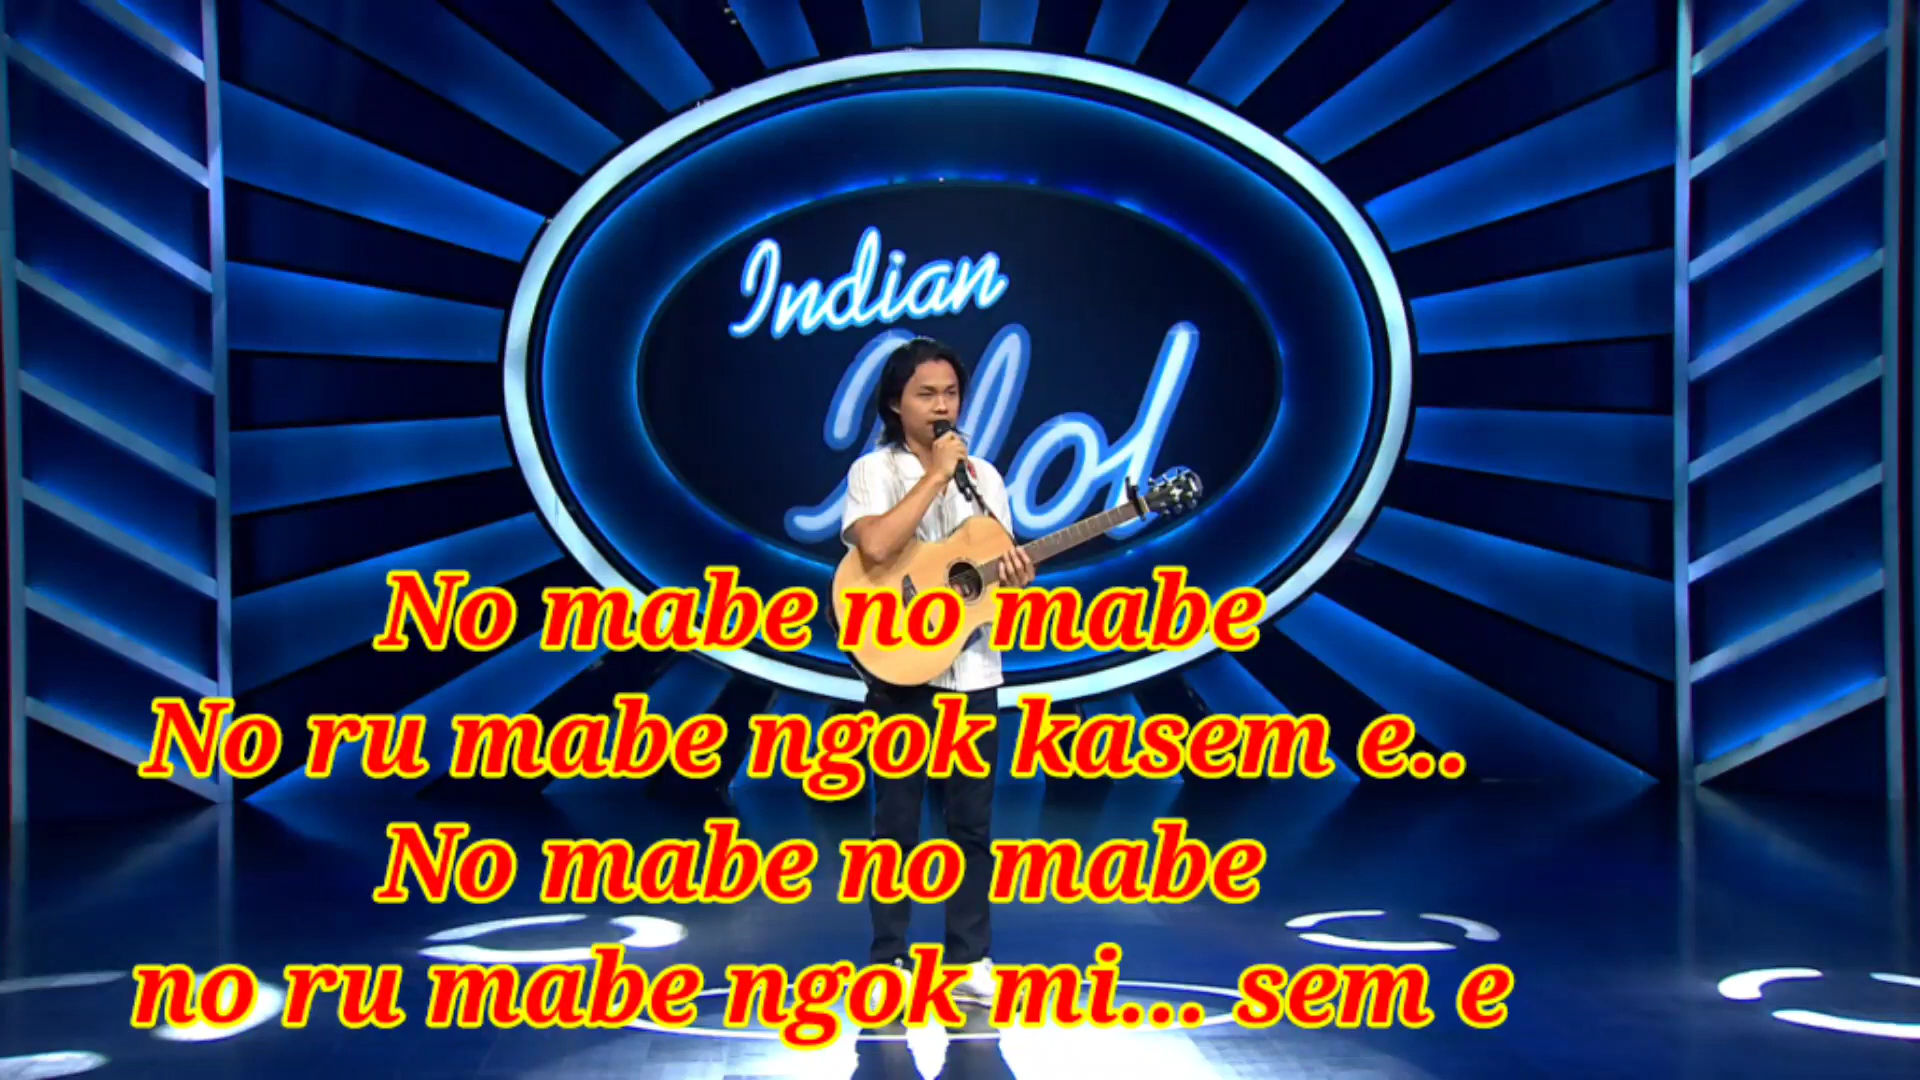 Indian
Idol
No mabe no mabe
No ru mabe ngok kasem e..
No mabe no mabe
no ru mabe ngok mi... sem e